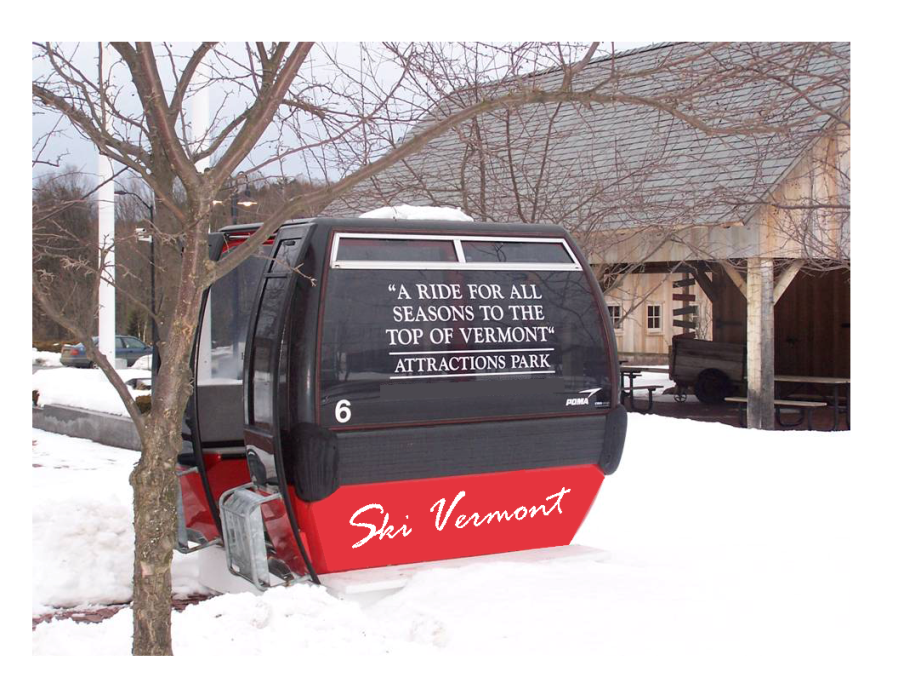 “A RIDE FOR ALL
SEASONS TO THE
TOP OF VERMONT“
ATTRACTIONS PARK
6
POMA
Ski Vermont